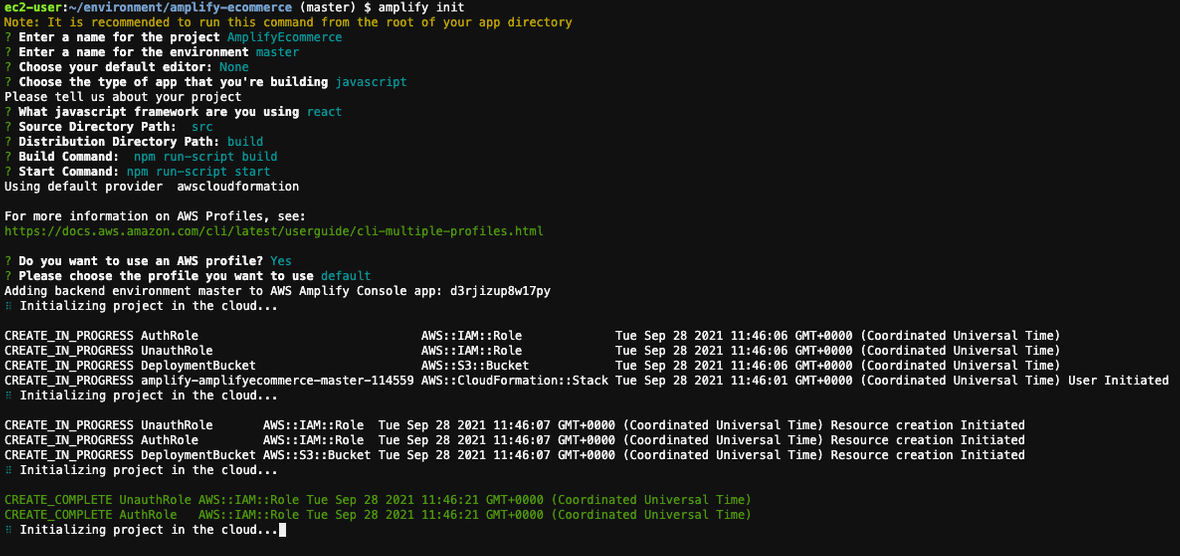 ec2-user:~/environment/amplify-ecommerce (master) $ amplify init
Note: It is recommended to run this command from the root of your app directory
? Enter a name for the project AmplifyEcommerce
? Enter a name for the environment master
? Choose your default editor: None
? Choose the type of app that you're building javascript
Please tell us about your project
? What javascript framework are you using react
? Source Directory Path:  src
? Distribution Directory Path: build
? Build Command:  npm run-script build
? Start Command: npm run-script start
Using default provider  awscloudformation
For more information on AWS Profiles, see:
https://docs.aws.amazon.com/cli/latest/userguide/cli-multiple-profiles.html
? Do you want to use an AWS profile? Yes
? Please choose the profile you want to use default
Adding backend environment master to AWS Amplify Console app: d3rjizup8w17py
⠿ Initializing project in the cloud...
CREATE_IN_PROGRESS AuthRole                               AWS::IAM::Role             Tue Sep 28 2021 11:46:06 GMT+0000 (Coordinated Universal Time)
CREATE_IN_PROGRESS UnauthRole                             AWS::IAM::Role             Tue Sep 28 2021 11:46:06 GMT+0000 (Coordinated Universal Time)
CREATE_IN_PROGRESS DeploymentBucket                       AWS::S3::Bucket            Tue Sep 28 2021 11:46:06 GMT+0000 (Coordinated Universal Time)
CREATE_IN_PROGRESS amplify-amplifyecommerce-master-114559 AWS::CloudFormation::Stack Tue Sep 28 2021 11:46:01 GMT+0000 (Coordinated Universal Time) User Initiated
⠿ Initializing project in the cloud...
CREATE_IN_PROGRESS UnauthRole       AWS::IAM::Role  Tue Sep 28 2021 11:46:07 GMT+0000 (Coordinated Universal Time) Resource creation Initiated
CREATE_IN_PROGRESS AuthRole         AWS::IAM::Role  Tue Sep 28 2021 11:46:07 GMT+0000 (Coordinated Universal Time) Resource creation Initiated
CREATE_IN_PROGRESS DeploymentBucket AWS::S3::Bucket Tue Sep 28 2021 11:46:07 GMT+0000 (Coordinated Universal Time) Resource creation Initiated
⠿ Initializing project in the cloud...
CREATE_COMPLETE UnauthRole AWS::IAM::Role Tue Sep 28 2021 11:46:21 GMT+0000 (Coordinated Universal Time)
CREATE_COMPLETE AuthRole   AWS::IAM::Role Tue Sep 28 2021 11:46:21 GMT+0000 (Coordinated Universal Time)
⠿ Initializing project in the cloud...